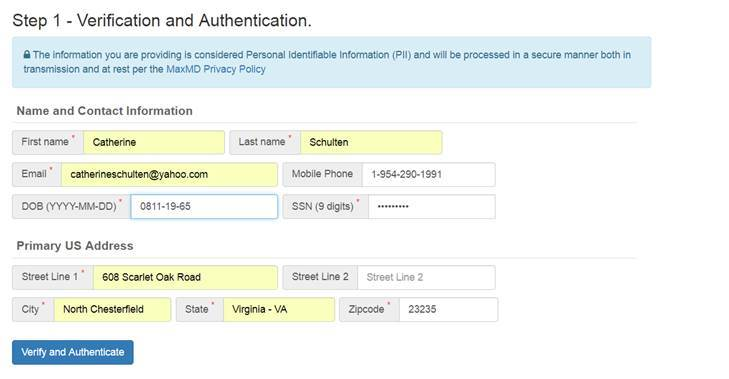 Step 1 - Verification and Authentication.
The information you are providing is considered Personal Identifiable Information (PII) and will be processed in a secure manner both in
transmission and at rest per the MaxMD Privacy Policy
Name and Contact Information
First name * Catherine Last name * Schulten
Email * catherineschulten@yahoo.com Mobile Phone 1-954-290-1991
DOB (YYYY-MM-DD) * 0811-19-65 SSN (9 digits) * •••••••••
Primary US Address
Street Line 1 * 608 Scarlet Oak Road Street Line 2 Street Line 2
City * North Chesterfield State * Virginia - VA Zipcode * 23235
Verify and Authenticate